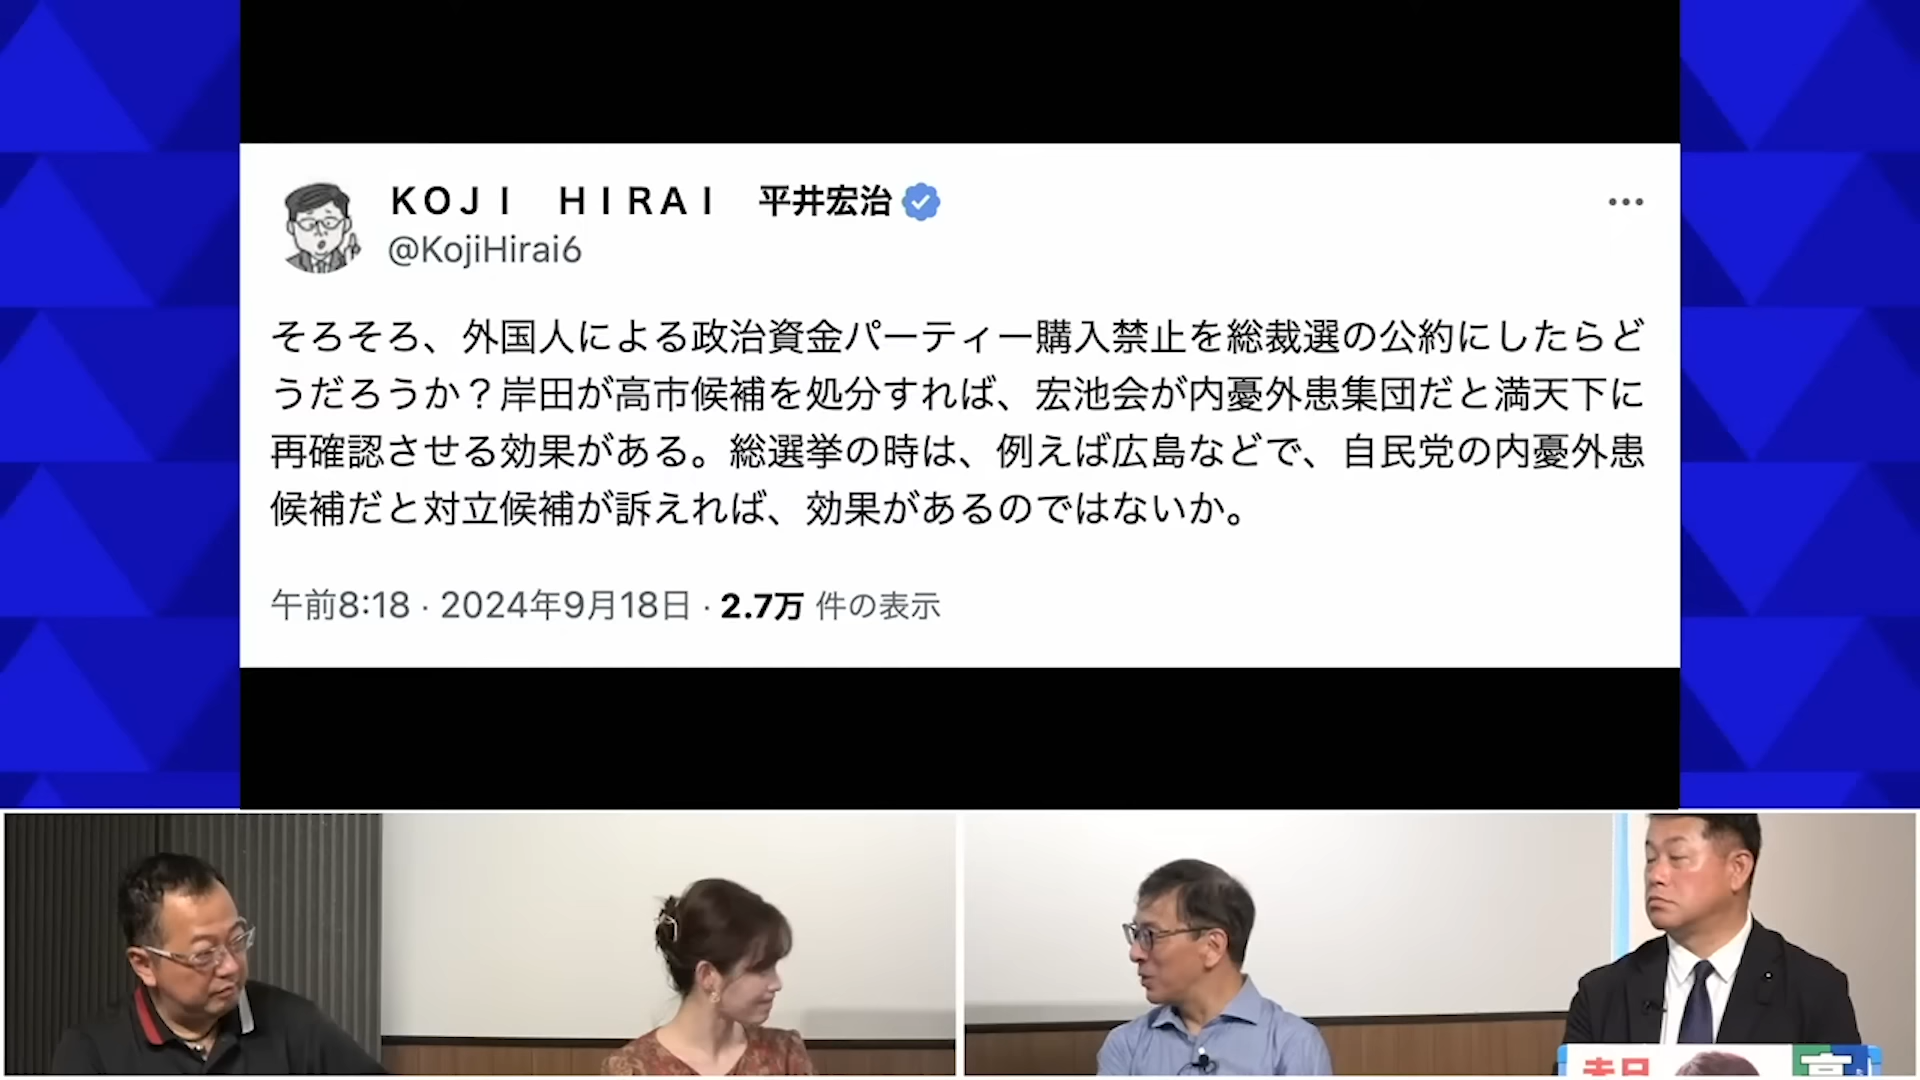 ＫＯＪＩ　ＨＩＲＡＩ　平井宏治
@KojiHirai6
そろそろ、外国人による政治資金パーティー購入禁止を総裁選の公約にしたらど
うだろうか？岸田が高市候補を処分すれば、宏池会が内憂外患集団だと満天下に
再確認させる効果がある。総選挙の時は、例えば広島などで、自民党の内憂外患
候補だと対立候補が訴えれば、効果があるのではないか。
午前8:18 · 2024年9月18日 · 2.7万 件の表示